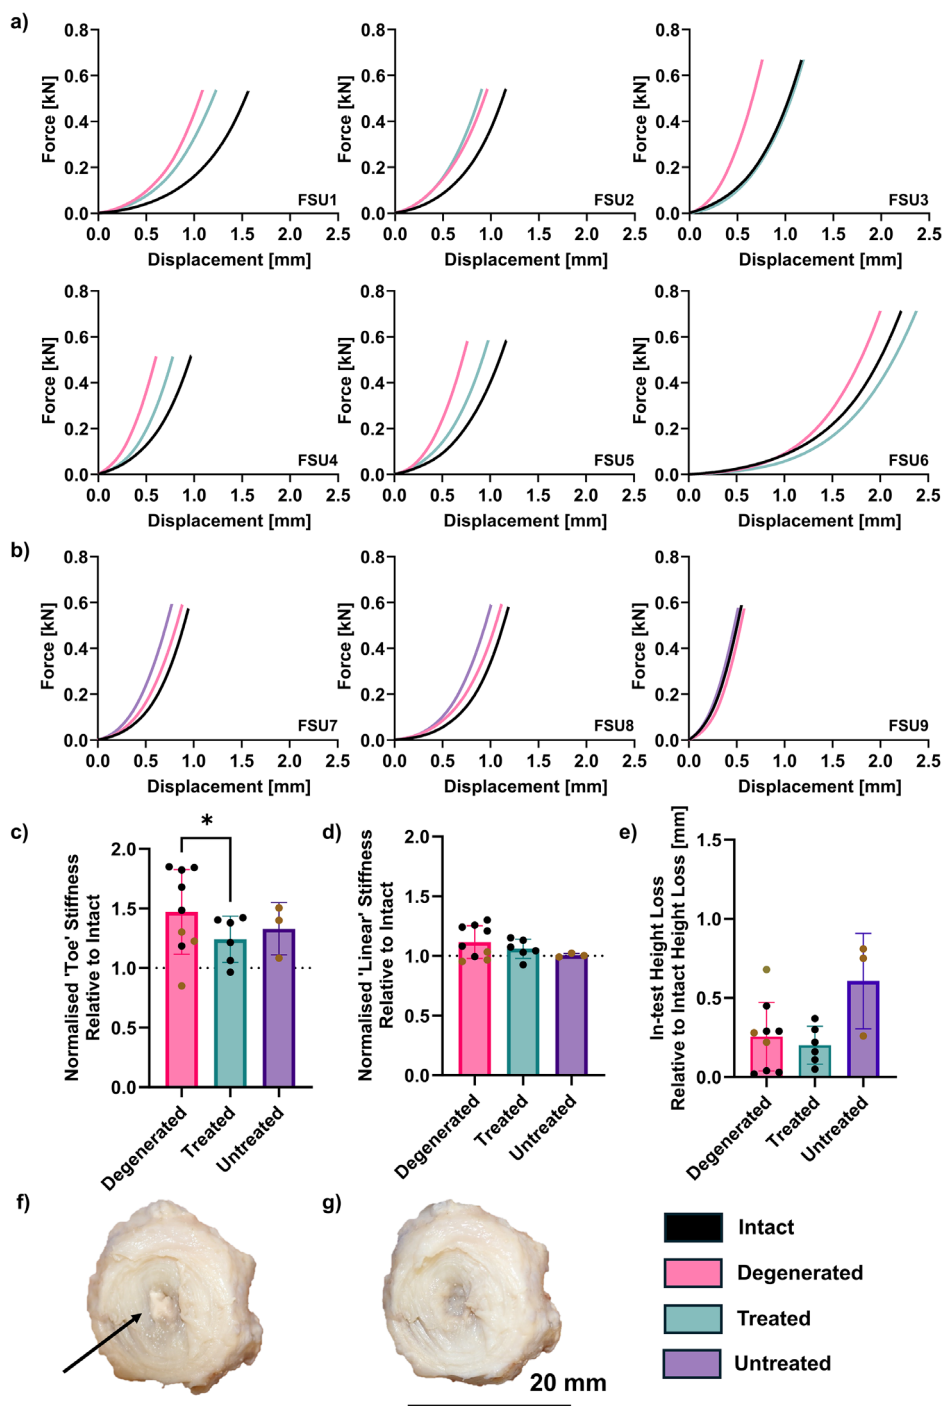 a)
0.8
0.6
0.4
0.2
0.0
Force [kN]
0.0 0.5 1.0 1.5 2.0 2.5
Displacement [mm]
FSU1
0.8
0.6
0.4
0.2
0.0
Force [kN]
0.0 0.5 1.0 1.5 2.0 2.5
Displacement [mm]
FSU2
0.8
0.6
0.4
0.2
0.0
Force [kN]
0.0 0.5 1.0 1.5 2.0 2.5
Displacement [mm]
FSU3
0.8
0.6
0.4
0.2
0.0
Force [kN]
0.0 0.5 1.0 1.5 2.0 2.5
Displacement [mm]
FSU4
0.8
0.6
0.4
0.2
0.0
Force [kN]
0.0 0.5 1.0 1.5 2.0 2.5
Displacement [mm]
FSU5
0.8
0.6
0.4
0.2
0.0
Force [kN]
0.0 0.5 1.0 1.5 2.0 2.5
Displacement [mm]
FSU6
b)
0.8
0.6
0.4
0.2
0.0
Force [kN]
0.0 0.5 1.0 1.5 2.0 2.5
Displacement [mm]
FSU7
0.8
0.6
0.4
0.2
0.0
Force [kN]
0.0 0.5 1.0 1.5 2.0 2.5
Displacement [mm]
FSU8
0.8
0.6
0.4
0.2
0.0
Force [kN]
0.0 0.5 1.0 1.5 2.0 2.5
Displacement [mm]
FSU9
c)
Normalised 'Toe' Stiffness
Relative to Intact
2.0
1.5
1.0
0.5
0.0
*
Degenerated
Treated
Untreated
d)
Normalised 'Linear' Stiffness
Relative to Intact
2.0
1.5
1.0
0.5
0.0
Degenerated
Treated
Untreated
e)
In-test Height Loss
Relative to Intact Height Loss [mm]
1.5
1.0
0.5
0.0
Degenerated
Treated
Untreated
f)
g)
20 mm
Intact
Degenerated
Treated
Untreated